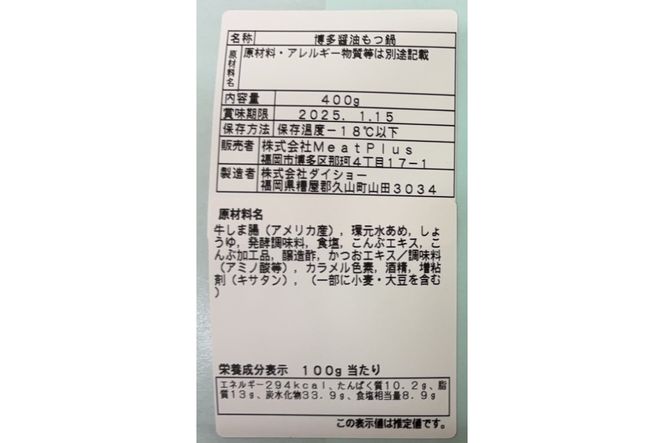 名称 博多醤油もつ鍋
原材料名 原材料・アレルギー物質等は別途記載
内容量 400g
賞味期限 2025. 1.15
保存方法 保存温度-18℃以下
販売者 株式会社MeatPlus
福岡市博多区那珂4丁目17-1
製造者 株式会社ダイショー
福岡県糟屋郡久山町山田3034
原材料名
牛しま腸(アメリカ産), 還元水あめ, しょ
うゆ, 発酵調味料, 食塩, こんぶエキス, こ
んぶ加工品, 醸造酢, かつおエキス/調味料
(アミノ酸等), カラメル色素, 酒精, 増粘
剤(キサタン), (一部に小麦・大豆を含む
)
栄養成分表示 100g当たり
エネルギー294kcal、たんぱく質10.2g、脂
質13g、炭水化物33.9g、食塩相当量8.9g
この表示値は推定値です。